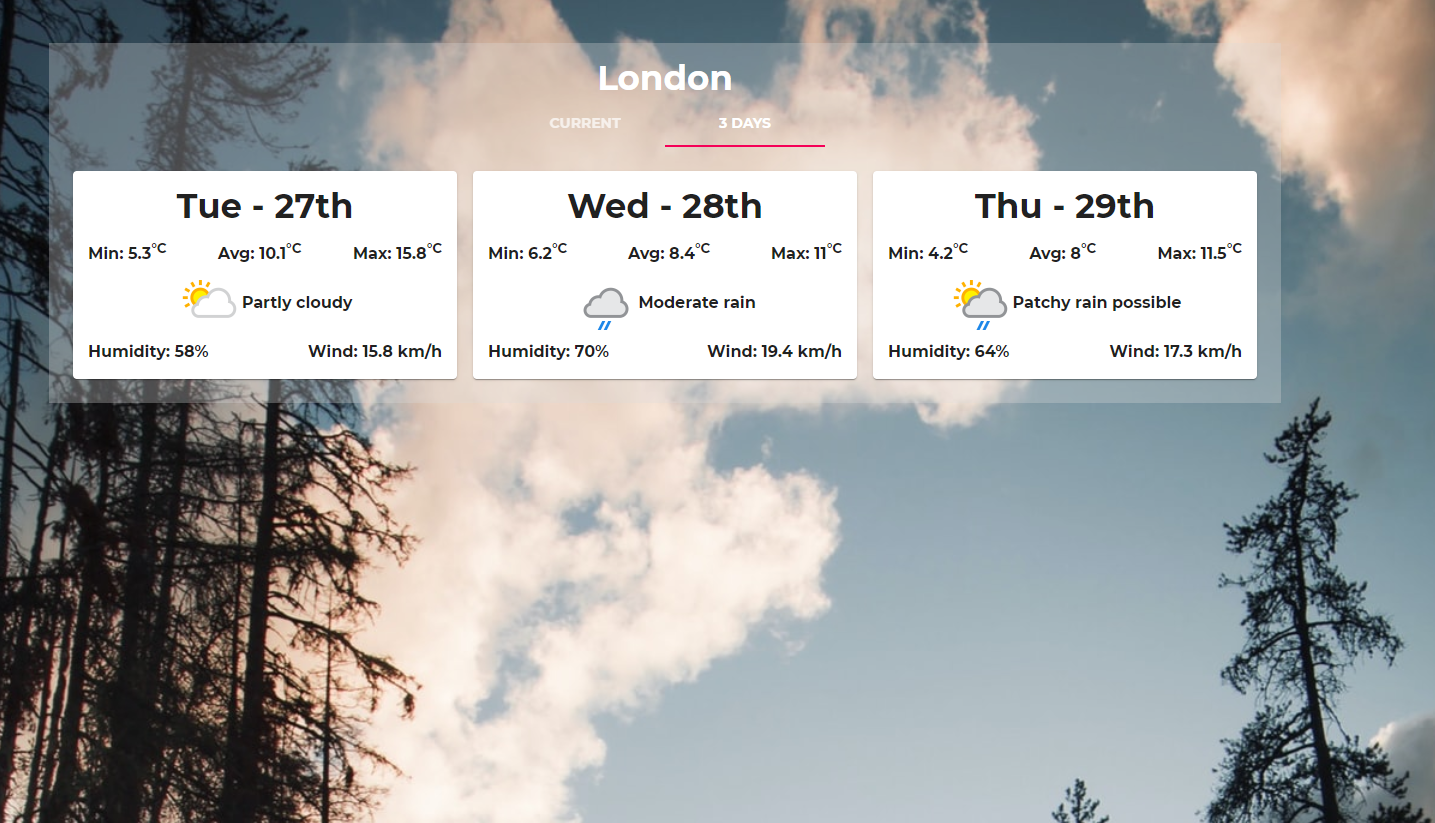 London
CURRENT 3 DAYS
Tue - 27th
Min: 5.3°C Avg: 10.1°C Max: 15.8°C
Partly cloudy
Humidity: 58% Wind: 15.8 km/h
Wed - 28th
Min: 6.2°C Avg: 8.4°C Max: 11°C
Moderate rain
Humidity: 70% Wind: 19.4 km/h
Thu - 29th
Min: 4.2°C Avg: 8°C Max: 11.5°C
Patchy rain possible
Humidity: 64% Wind: 17.3 km/h